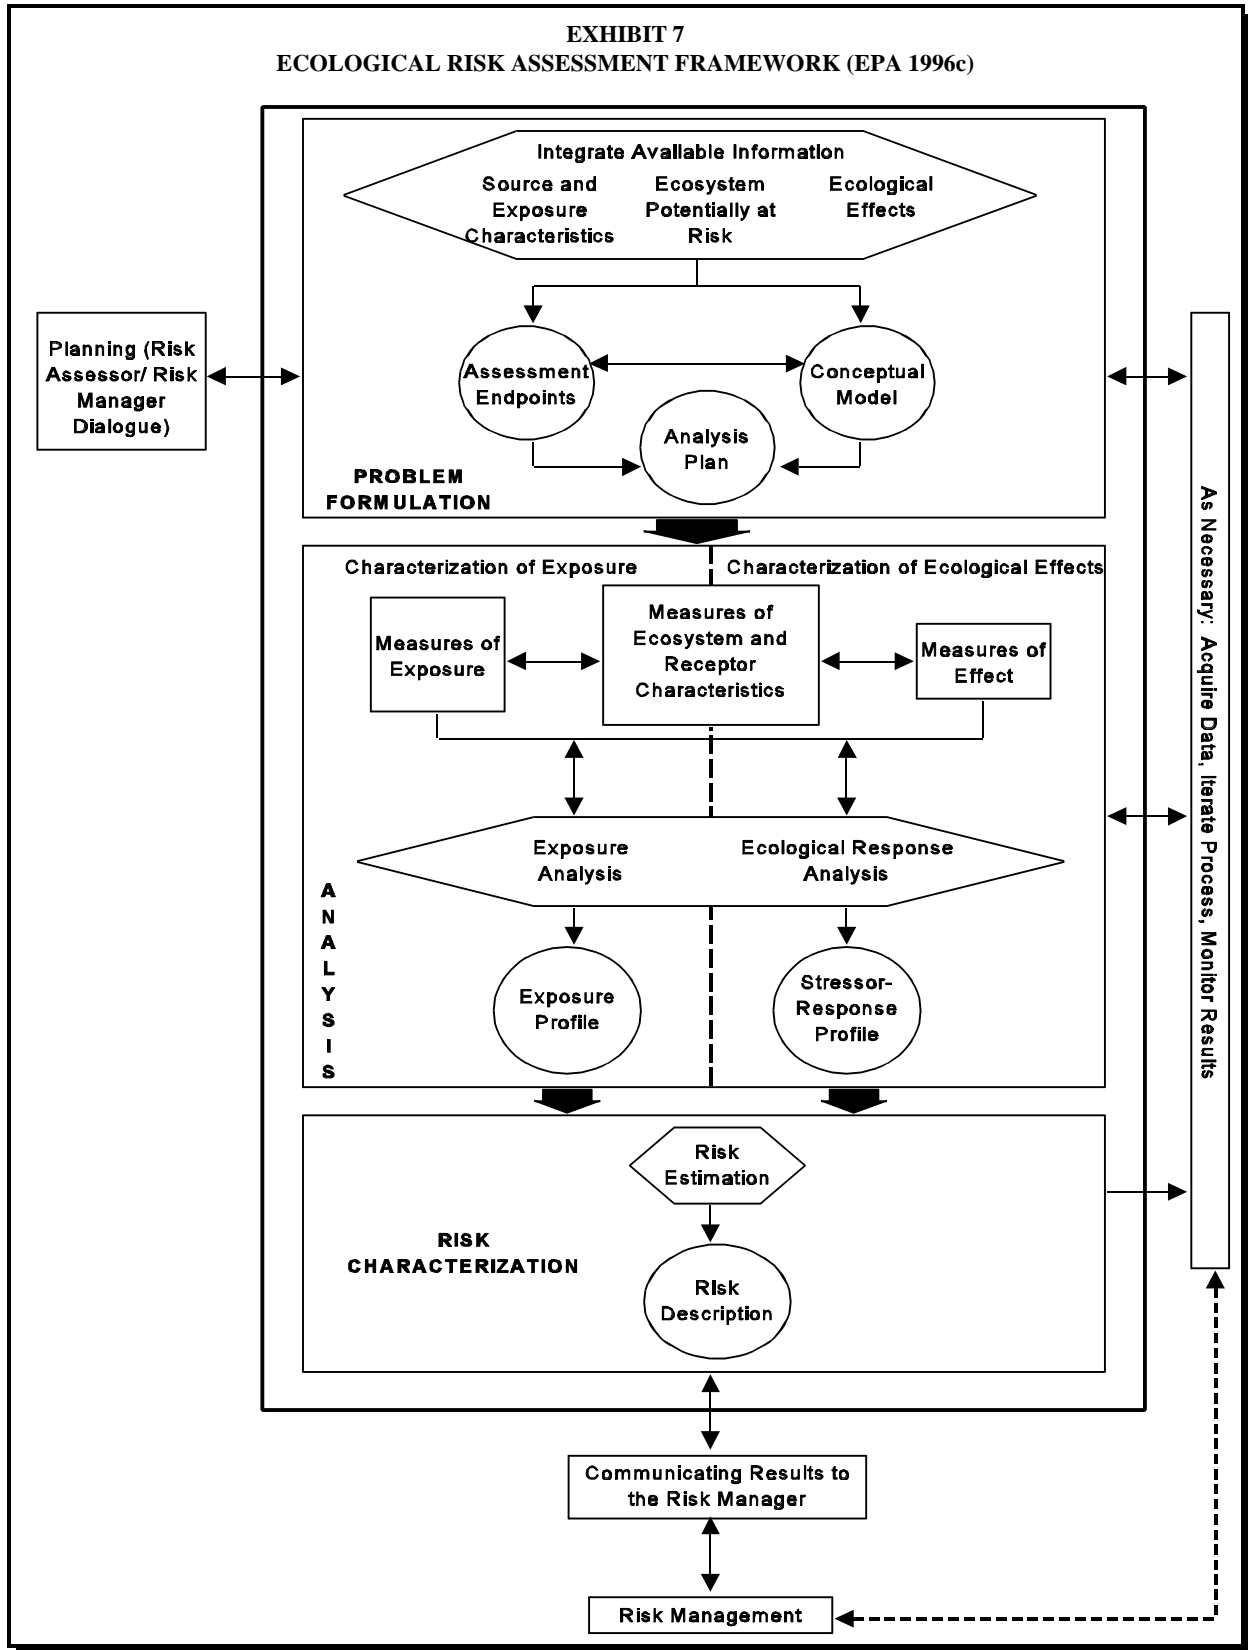 EXHIBIT 7
ECOLOGICAL RISK ASSESSMENT FRAMEWORK (EPA 1996c)
Integrate Available Information
Source and
Exposure
Characteristics
Ecosystem
Potentially at
Risk
Ecological
Effects
Planning (Risk
Assessor/ Risk
Manager
Dialogue)
Assessment
Endpoints
Conceptual
Model
Analysis
Plan
PROBLEM
FORMULATION
As Necessary: Acquire Data, Iterate Process, Monitor Results
Characterization of Exposure
Characterization of Ecological Effects
Measures of
Exposure
Measures of
Ecosystem and
Receptor
Characteristics
Measures of
Effect
Exposure
Analysis
Ecological Response
Analysis
ANALYSIS
Exposure
Profile
Stressor-
Response
Profile
Risk
Estimation
RISK
CHARACTERIZATION
Risk
Description
Communicating Results to
the Risk Manager
Risk Management